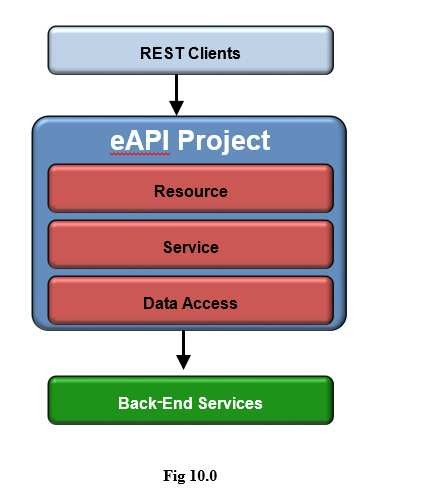 REST Clients
eAPI Project
Resource
Service
Data Access
Back-End Services
Fig 10.0